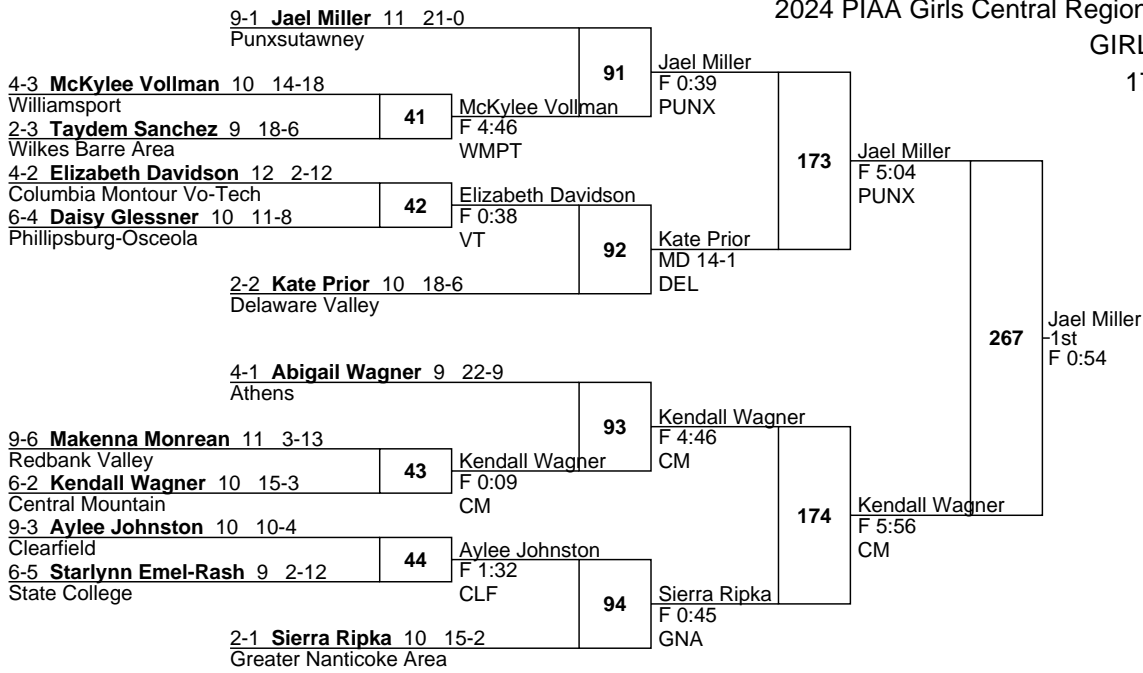 2024 PIAA Girls Central Region
GIRL
9-1 Jael Miller 11 21-0
Punxsutawney
4-3 McKylee Vollman 10 14-18
Williamsport
2-3 Taydem Sanchez 9 18-6
Wilkes Barre Area
4-2 Elizabeth Davidson 12 2-12
Columbia Montour Vo-Tech
6-4 Daisy Glessner 10 11-8
Phillipsburg-Osceola
2-2 Kate Prior 10 18-6
Delaware Valley
4-1 Abigail Wagner 9 22-9
Athens
9-6 Makenna Monrean 11 3-13
Redbank Valley
6-2 Kendall Wagner 10 15-3
Central Mountain
9-3 Aylee Johnston 10 10-4
Clearfield
6-5 Starlynn Emel-Rash 9 2-12
State College
2-1 Sierra Ripka 10 15-2
Greater Nanticoke Area
41
McKylee Vollman
F 4:46
WMPT
42
Elizabeth Davidson
F 0:38
VT
43
Kendall Wagner
F 0:09
CM
44
Aylee Johnston
F 1:32
CLF
91
Jael Miller
F 0:39
PUNX
92
Kate Prior
MD 14-1
DEL
93
Kendall Wagner
F 4:46
CM
94
Sierra Ripka
F 0:45
GNA
173
Jael Miller
F 5:04
PUNX
174
Kendall Wagner
F 5:56
CM
267
Jael Miller
1st
F 0:54